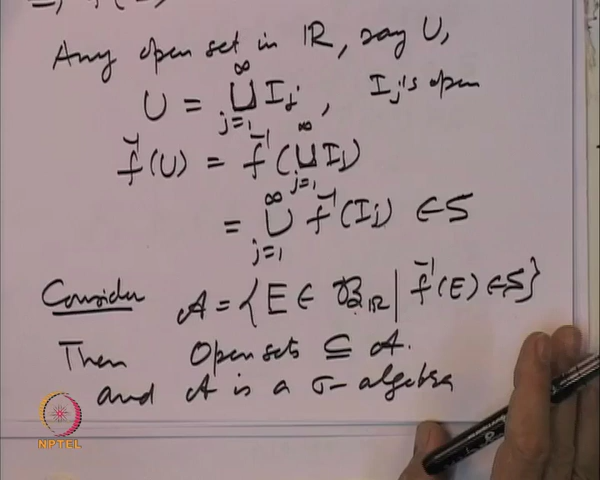 Any open set in ℝ, say U,
U = ⋃_{j=1}^{∞} I_j, I_j's open
f⁻¹(U) = f⁻¹(⋃_{j=1}^{∞} I_j)
= ⋃_{j=1}^{∞} f⁻¹(I_j) ∈ S
Consider 𝒜 = {E ∈ ℬ_ℝ | f⁻¹(E) ∈ S}
Then Open sets ⊆ 𝒜.
and 𝒜 is a σ-algebra
NPTEL